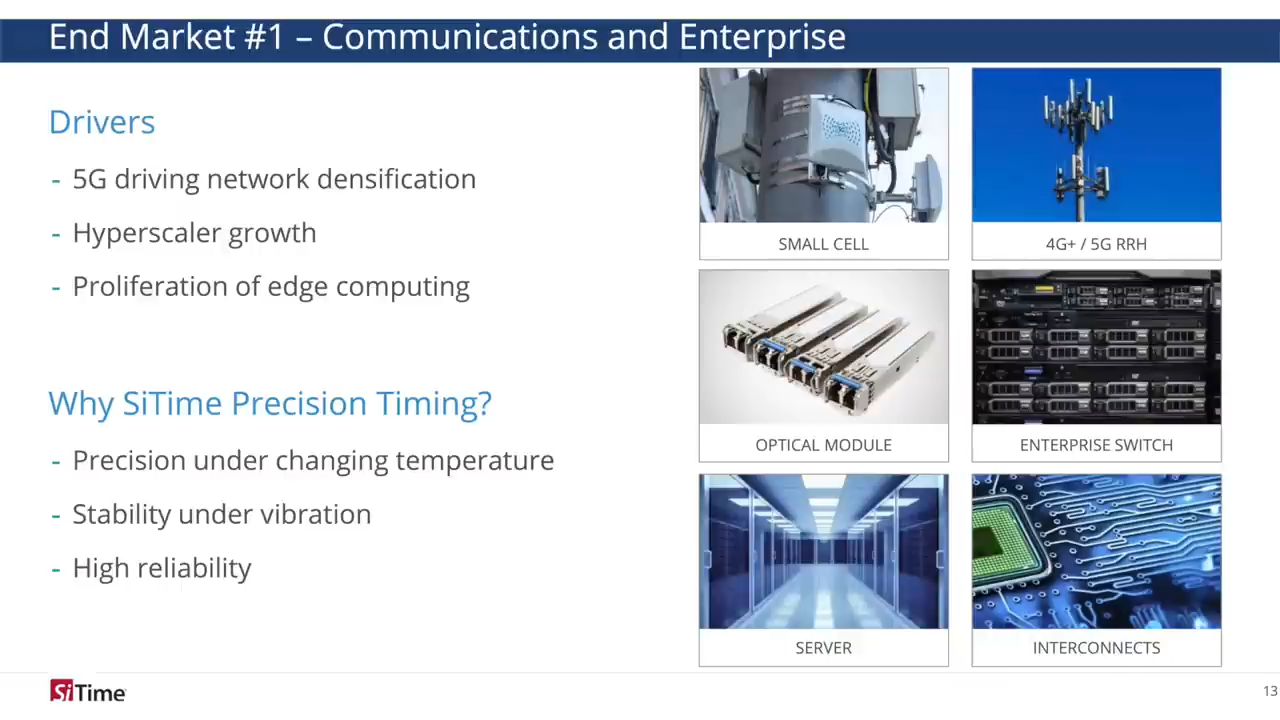 End Market #1 – Communications and Enterprise
Drivers
- 5G driving network densification
- Hyperscaler growth
- Proliferation of edge computing
Why SiTime Precision Timing?
- Precision under changing temperature
- Stability under vibration
- High reliability
SMALL CELL
4G+ / 5G RRH
OPTICAL MODULE
ENTERPRISE SWITCH
SERVER
INTERCONNECTS
SiTime
13